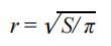 r = √S/π